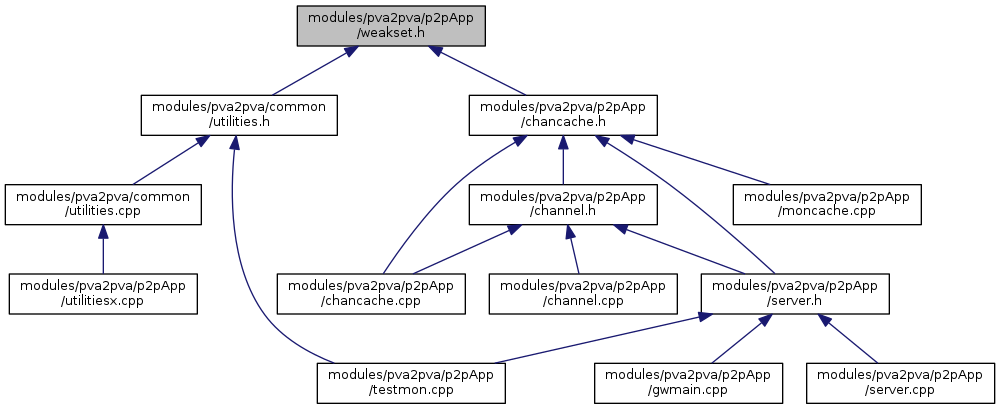 modules/pva2pva/p2pApp
/weakset.h
modules/pva2pva/common
/utilities.h
modules/pva2pva/p2pApp
/chancache.h
modules/pva2pva/common
/utilities.cpp
modules/pva2pva/p2pApp
/channel.h
modules/pva2pva/p2pApp
/moncache.cpp
modules/pva2pva/p2pApp
/utilitiesx.cpp
modules/pva2pva/p2pApp
/chancache.cpp
modules/pva2pva/p2pApp
/channel.cpp
modules/pva2pva/p2pApp
/server.h
modules/pva2pva/p2pApp
/testmon.cpp
modules/pva2pva/p2pApp
/gwmain.cpp
modules/pva2pva/p2pApp
/server.cpp